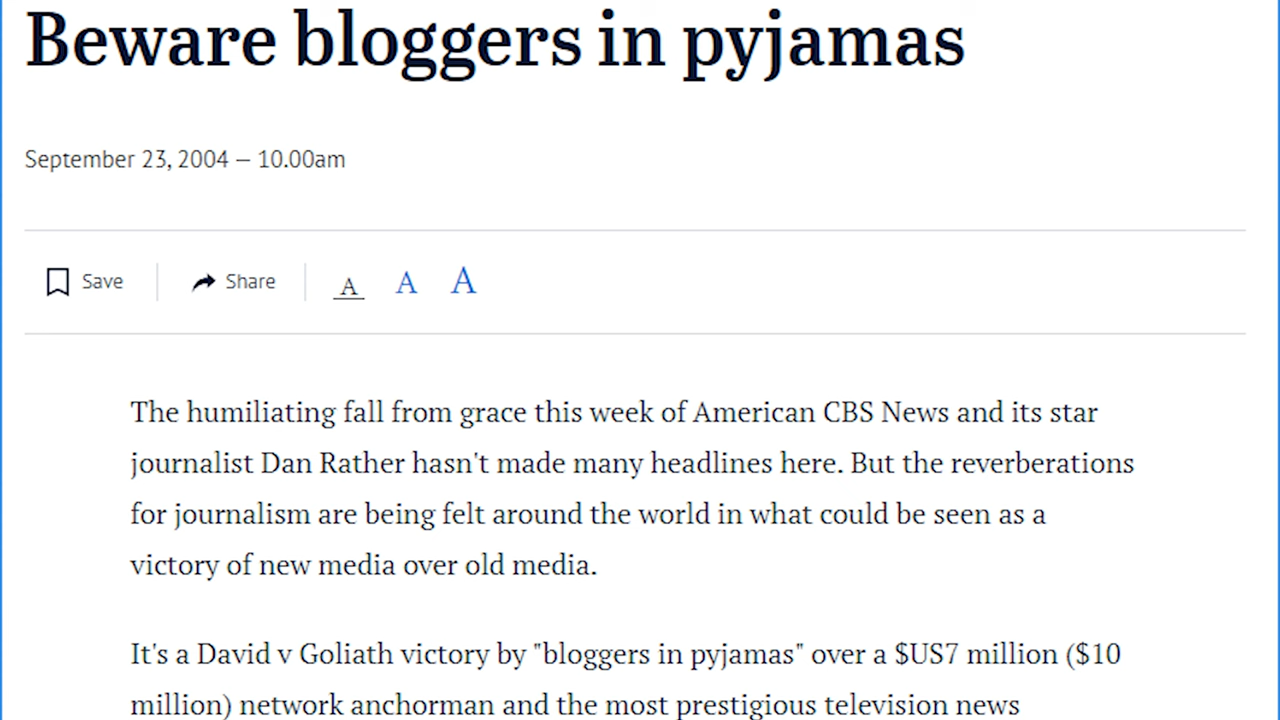 Beware bloggers in pyjamas
September 23, 2004 — 10.00am
Save Share A A A
The humiliating fall from grace this week of American CBS News and its star
journalist Dan Rather hasn't made many headlines here. But the reverberations
for journalism are being felt around the world in what could be seen as a
victory of new media over old media.
It's a David v Goliath victory by "bloggers in pyjamas" over a $US7 million ($10
million) network anchorman and the most prestigious television news